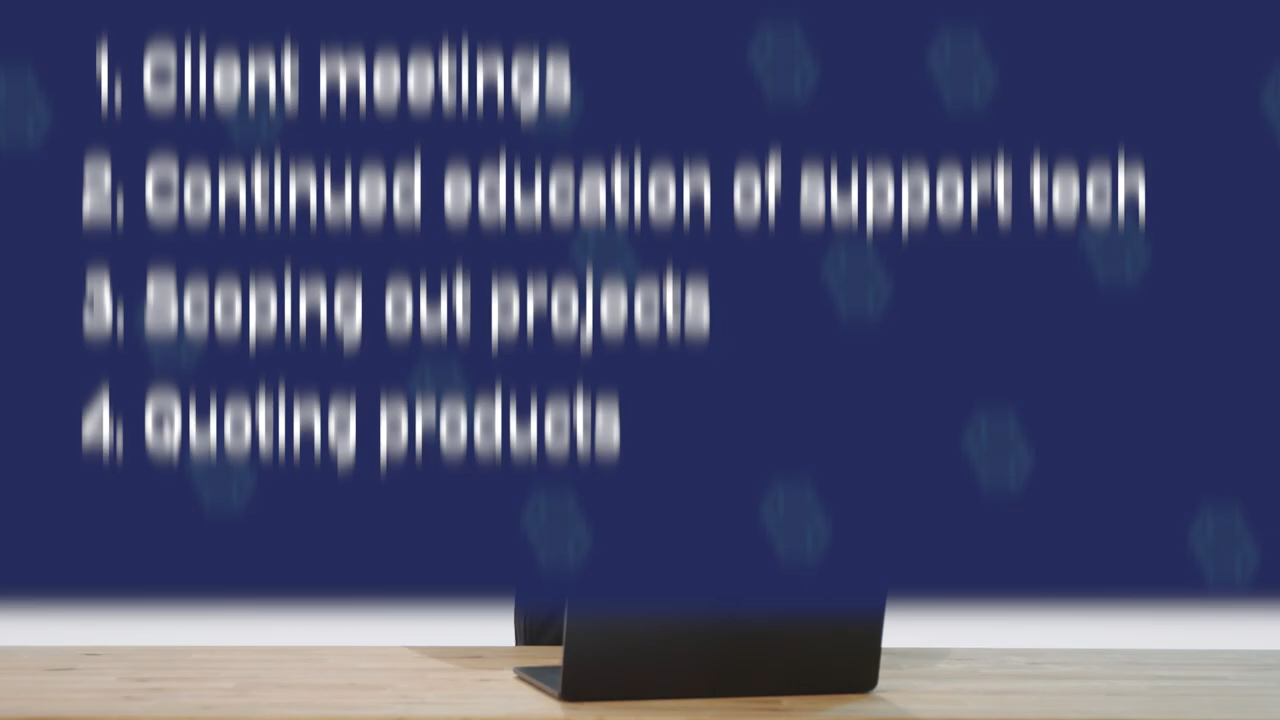 1. Client meetings
2. Continued education of support tech
3. Scoping out projects
4. Quoting products